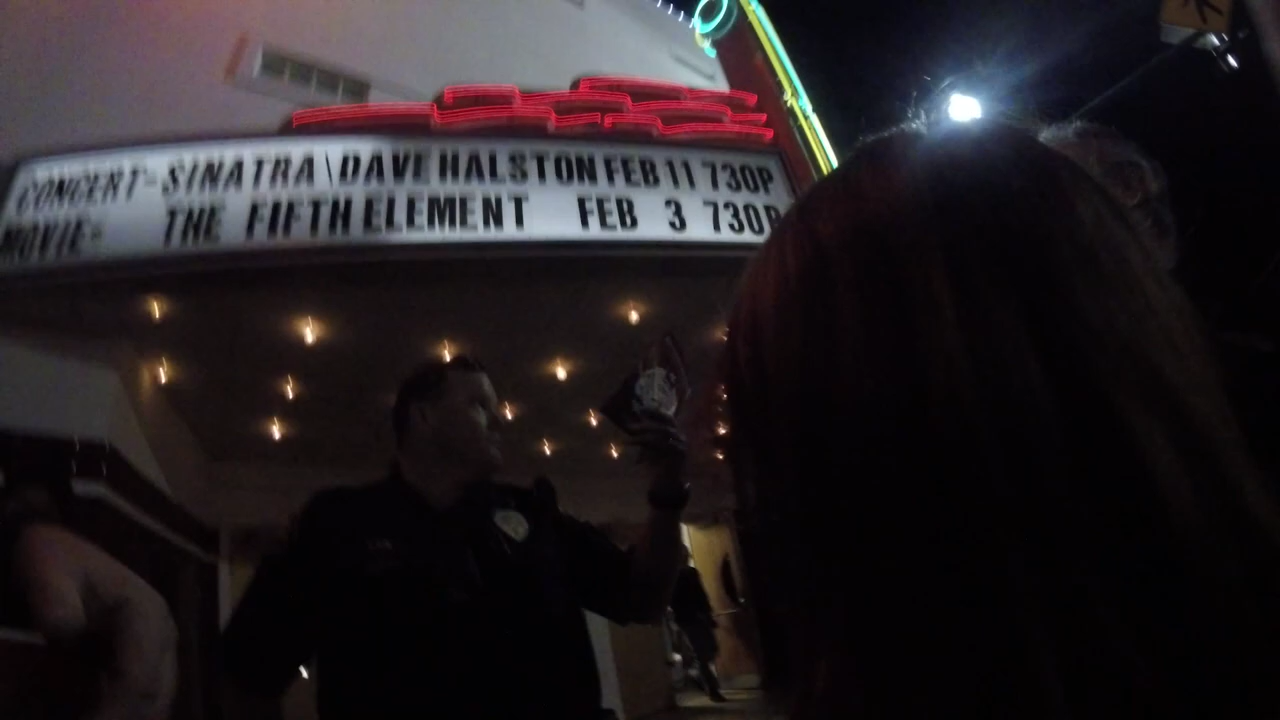 CONCERT-SINATRA\DAVE HALSTON FEB 11 730P
MOVIE- THE FIFTH ELEMENT FEB 3 730P